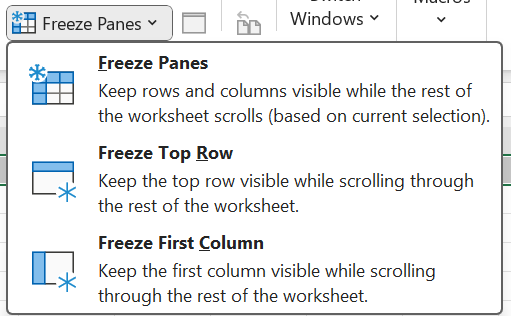 Freeze Panes
Windows
Freeze Panes
Keep rows and columns visible while the rest of
the worksheet scrolls (based on current selection).
Freeze Top Row
Keep the top row visible while scrolling through
the rest of the worksheet.
Freeze First Column
Keep the first column visible while scrolling
through the rest of the worksheet.